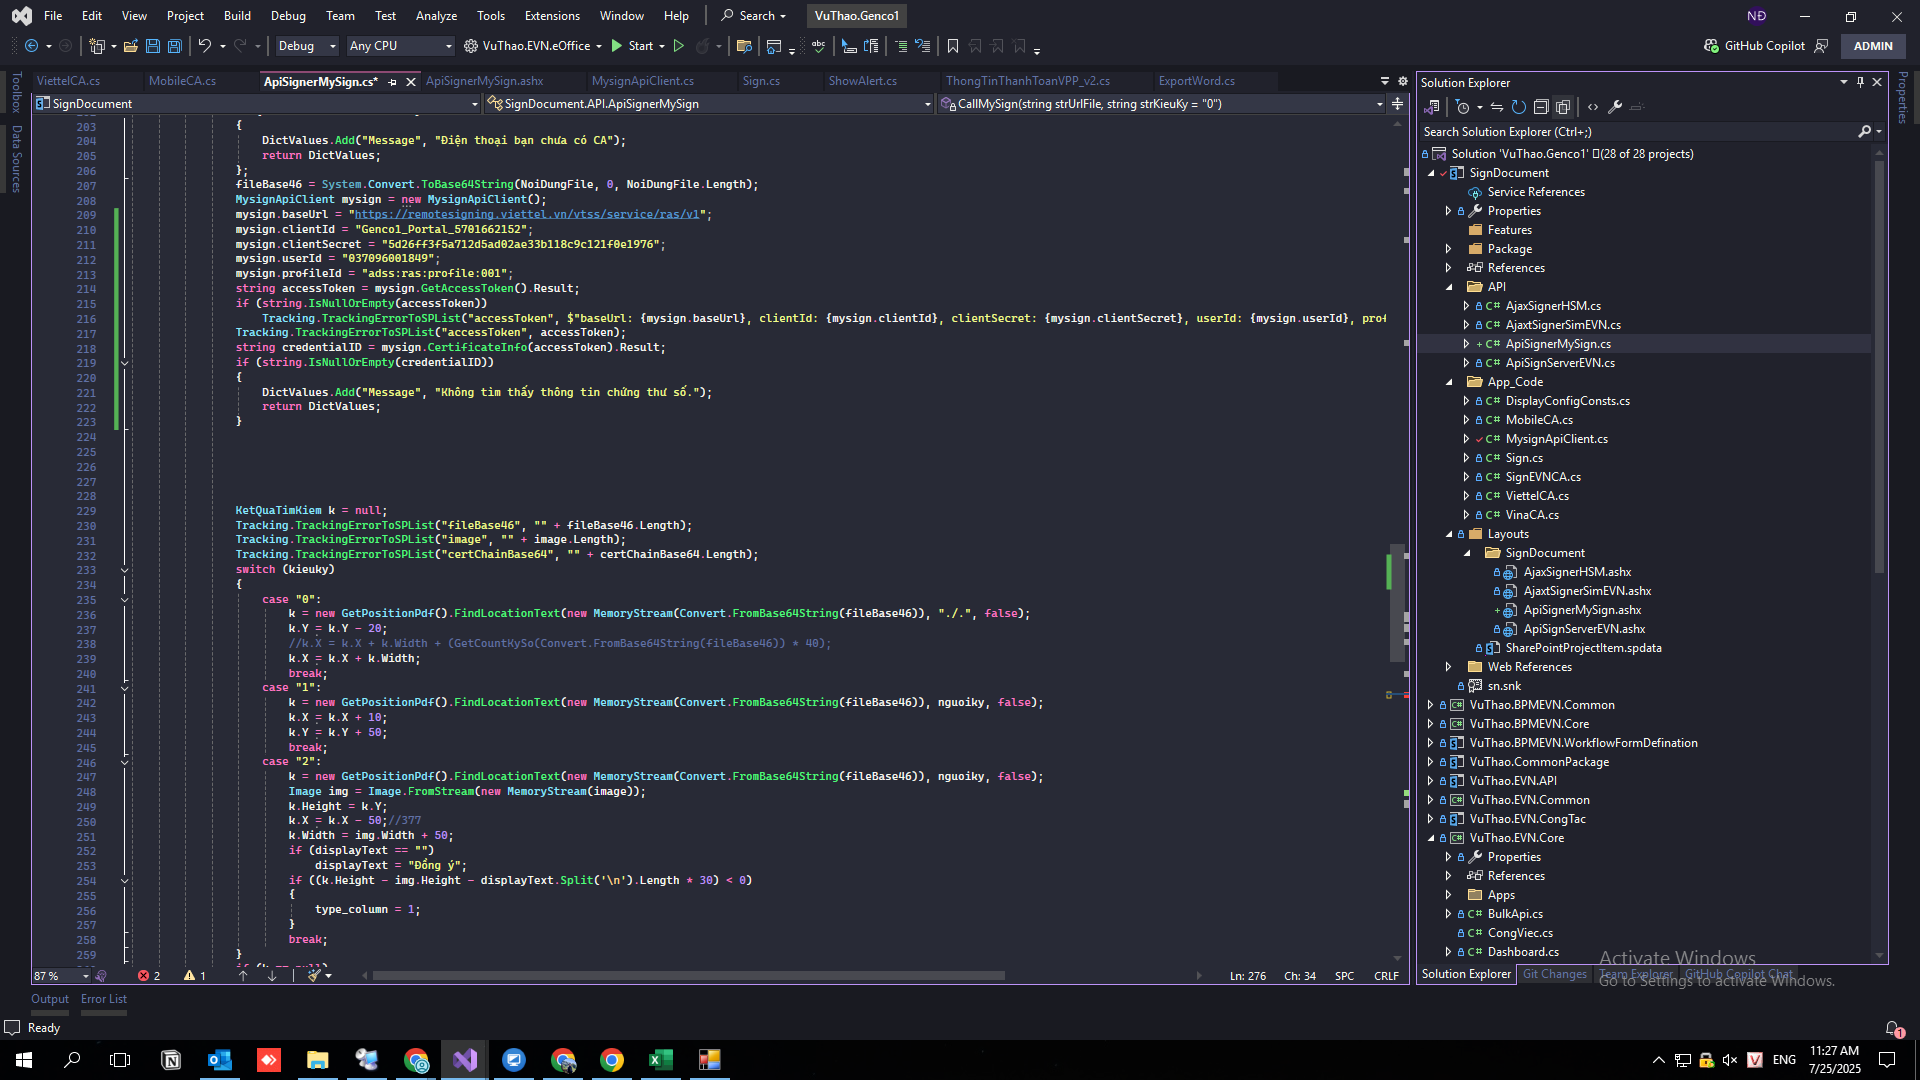 File Edit View Project Build Debug Team Test Analyze Tools Extensions Window Help Search VuThao.Genco1 NĐ
Debug Any CPU VuThao.EVN.eOffice Start GitHub Copilot ADMIN
ViettelCA.cs MobileCA.cs ApiSignerMySign.cs* ApiSignerMySign.ashx MysignApiClient.cs Sign.cs ShowAlert.cs ThongTinThanhToanVPP_v2.cs ExportWord.cs
SignDocument SignDocument.API.ApiSignerMySign CallMySign(string strUrlFile, string strKieuKy = "0")
Toolbox
Data Sources
203 {
204 DictValues.Add("Message", "Điện thoại bạn chưa có CA");
205 return DictValues;
206 };
207 fileBase46 = System.Convert.ToBase64String(NoiDungFile, 0, NoiDungFile.Length);
208 MysignApiClient mysign = new MysignApiClient();
209 mysign.baseUrl = "https://remotesigning.viettel.vn/vtss/service/ras/v1";
210 mysign.clientId = "Genco1_Portal_5701662152";
211 mysign.clientSecret = "5d26ff3f5a712d5ad02ae33b118c9c121f0e1976";
212 mysign.userId = "037096001849";
213 mysign.profileId = "adss:ras:profile:001";
214 string accessToken = mysign.GetAccessToken().Result;
215 if (string.IsNullOrEmpty(accessToken))
216 Tracking.TrackingErrorToSPList("accessToken", $"baseUrl: {mysign.baseUrl}, clientId: {mysign.clientId}, clientSecret: {mysign.clientSecret}, userId: {mysign.userId}, prof
217 Tracking.TrackingErrorToSPList("accessToken", accessToken);
218 string credentialID = mysign.CertificateInfo(accessToken).Result;
219 if (string.IsNullOrEmpty(credentialID))
220 {
221 DictValues.Add("Message", "Không tìm thấy thông tin chứng thư số.");
222 return DictValues;
223 }
224
225
226
227
228
229 KetQuaTimKiem k = null;
230 Tracking.TrackingErrorToSPList("fileBase46", "" + fileBase46.Length);
231 Tracking.TrackingErrorToSPList("image", "" + image.Length);
232 Tracking.TrackingErrorToSPList("certChainBase64", "" + certChainBase64.Length);
233 switch (kieuky)
234 {
235 case "0":
236 k = new GetPositionPdf().FindLocationText(new MemoryStream(Convert.FromBase64String(fileBase46)), "./.", false);
237 k.Y = k.Y - 20;
238 //k.X = k.X + k.Width + (GetCountKySo(Convert.FromBase64String(fileBase46)) * 40);
239 k.X = k.X + k.Width;
240 break;
241 case "1":
242 k = new GetPositionPdf().FindLocationText(new MemoryStream(Convert.FromBase64String(fileBase46)), nguoiky, false);
243 k.X = k.X + 10;
244 k.Y = k.Y + 50;
245 break;
246 case "2":
247 k = new GetPositionPdf().FindLocationText(new MemoryStream(Convert.FromBase64String(fileBase46)), nguoiky, false);
248 Image img = Image.FromStream(new MemoryStream(image));
249 k.Height = k.Y;
250 k.X = k.X - 50;//377
251 k.Width = img.Width + 50;
252 if (displayText == "")
253 displayText = "Đồng ý";
254 if ((k.Height - img.Height - displayText.Split('\n').Length * 30) < 0)
255 {
256 type_column = 1;
257 }
258 break;
259 }
87 % 2 1 Ln: 276 Ch: 34 SPC CRLF
Output Error List
Ready
Solution Explorer
Search Solution Explorer (Ctrl+;)
Solution 'VuThao.Genco1' (28 of 28 projects)
SignDocument
Service References
Properties
Features
Package
References
API
AjaxSignerHSM.cs
AjaxtSignerSimEVN.cs
ApiSignerMySign.cs
ApiSignServerEVN.cs
App_Code
DisplayConfigConsts.cs
MobileCA.cs
MysignApiClient.cs
Sign.cs
SignEVNCA.cs
ViettelCA.cs
VinaCA.cs
Layouts
SignDocument
AjaxSignerHSM.ashx
AjaxtSignerSimEVN.ashx
ApiSignerMySign.ashx
ApiSignServerEVN.ashx
SharePointProjectItem.spdata
Web References
sn.snk
VuThao.BPMEVN.Common
VuThao.BPMEVN.Core
VuThao.BPMEVN.WorkflowFormDefination
VuThao.CommonPackage
VuThao.EVN.API
VuThao.EVN.Common
VuThao.EVN.CongTac
VuThao.EVN.Core
Properties
References
Apps
BulkApi.cs
CongViec.cs
Dashboard.cs
Solution Explorer Git Changes Team Explorer GitHub Copilot Chat
Properties
Activate Windows
Go to Settings to activate Windows.
1
ENG
11:27 AM
7/25/2025